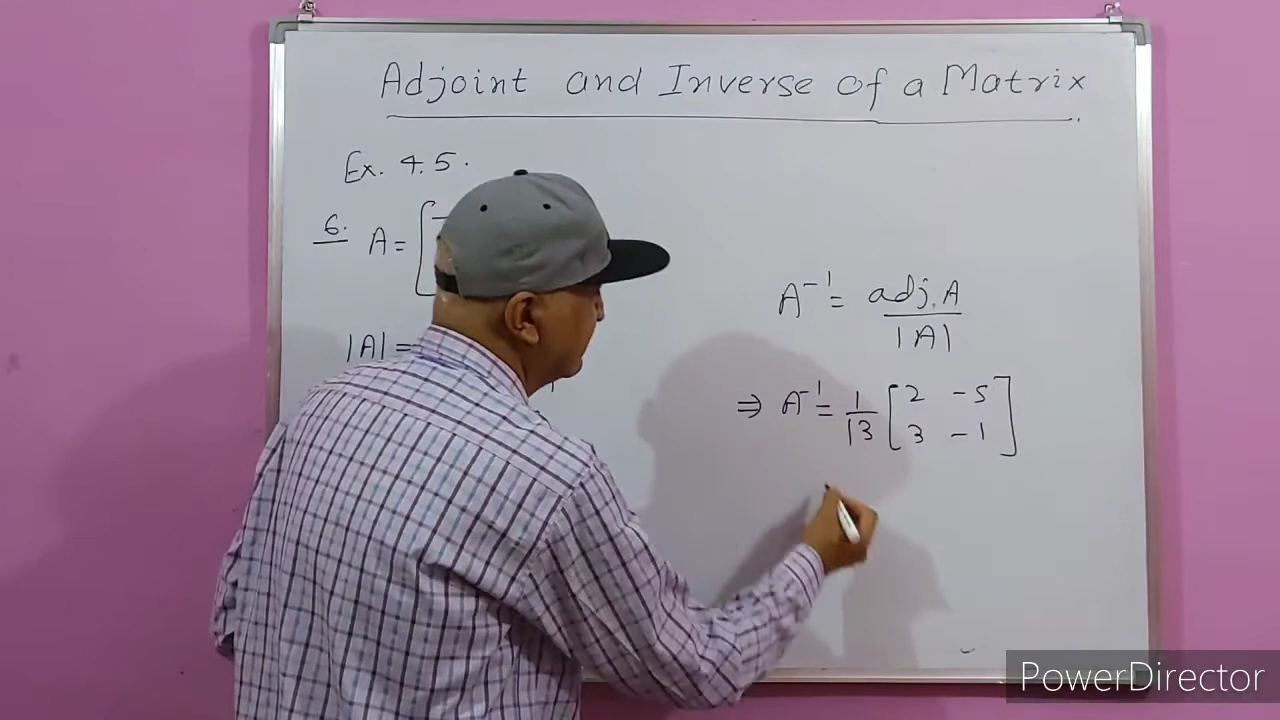 Adjoint and Inverse of a Matrix
Ex. 4.5.
6. A = [
|A| =
A⁻¹ = adj. A
|A|
⇒ A⁻¹ = 1/13 [ 2 -5
3 -1 ]
PowerDirector